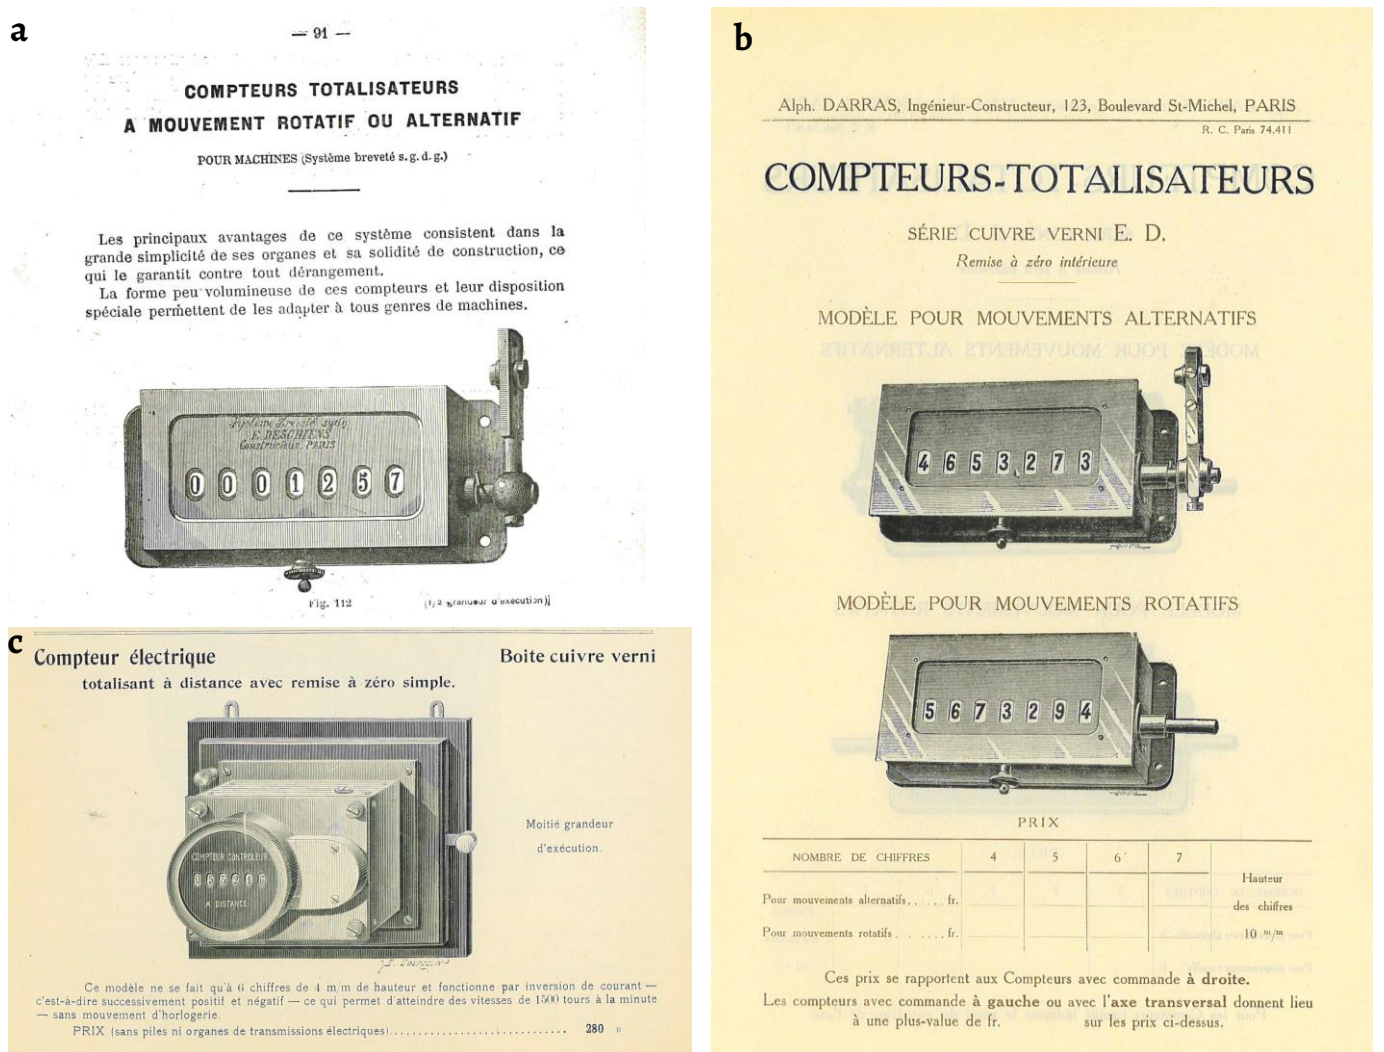 a
— 91 —
COMPTEURS TOTALISATEURS
A MOUVEMENT ROTATIF OU ALTERNATIF
POUR MACHINES (Système breveté s. g. d. g.)
Les principaux avantages de ce système consistent dans la
grande simplicité de ses organes et sa solidité de construction, ce
qui le garantit contre tout dérangement.
La forme peu volumineuse de ces compteurs et leur disposition
spéciale permettent de les adapter à tous genres de machines.
Système Breveté sgdg
E. DESCHIENS
Constructeur PARIS
0 0 0 1 2 5 7
Fig. 112
(1/2 grandeur d'exécution)
b
Alph. DARRAS, Ingénieur-Constructeur, 123, Boulevard St-Michel, PARIS
R. C. Paris 74.411
COMPTEURS-TOTALISATEURS
SÉRIE CUIVRE VERNI E. D.
Remise à zéro intérieure
MODÈLE POUR MOUVEMENTS ALTERNATIFS
4 6 5 3 2 7 3
MODÈLE POUR MOUVEMENTS ROTATIFS
5 6 7 3 2 9 4
PRIX
NOMBRE DE CHIFFRES 4 5 6 7
Hauteur
des chiffres
10 m/m
Pour mouvements alternatifs. . . . . . fr.
Pour mouvements rotatifs . . . . . . fr.
Ces prix se rapportent aux Compteurs avec commande à droite.
Les compteurs avec commande à gauche ou avec l'axe transversal donnent lieu
à une plus-value de fr. sur les prix ci-dessus.
c
Compteur électrique Boite cuivre verni
totalisant à distance avec remise à zéro simple.
COMPTEUR CONTROLEUR
A DISTANCE
Moitié grandeur
d'exécution.
Ce modèle ne se fait qu'à 6 chiffres de 4 m/m de hauteur et fonctionne par inversion de courant —
c'est-à-dire successivement positif et négatif — ce qui permet d'atteindre des vitesses de 1500 tours à la minute
— sans mouvement d'horlogerie.
PRIX (sans piles ni organes de transmissions électriques)............................ 280 »